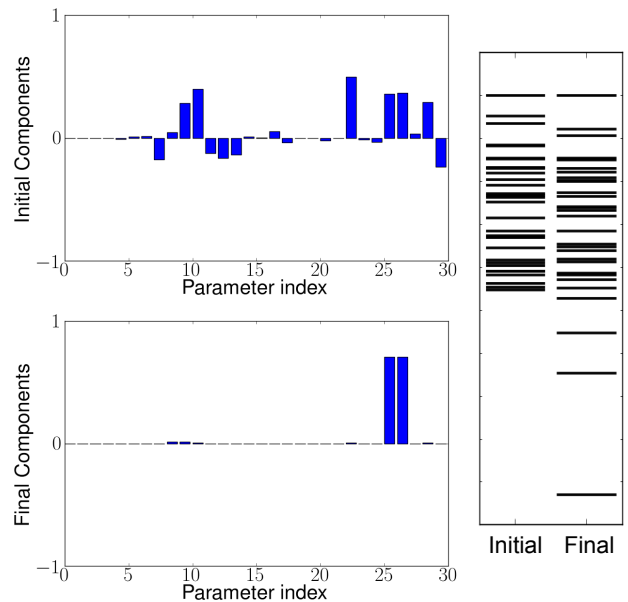 1
Initial Components
0
−1
0 5 10 15 20 25 30
Parameter index
1
Final Components
0
−1
0 5 10 15 20 25 30
Parameter index
Initial Final